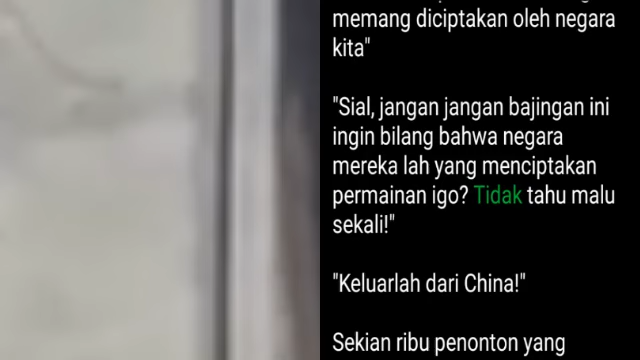 memang diciptakan oleh negara
kita"
"Sial, jangan jangan bajingan ini
ingin bilang bahwa negara
mereka lah yang menciptakan
permainan igo? Tidak tahu malu
sekali!"
"Keluarlah dari China!"
Sekian ribu penonton yang